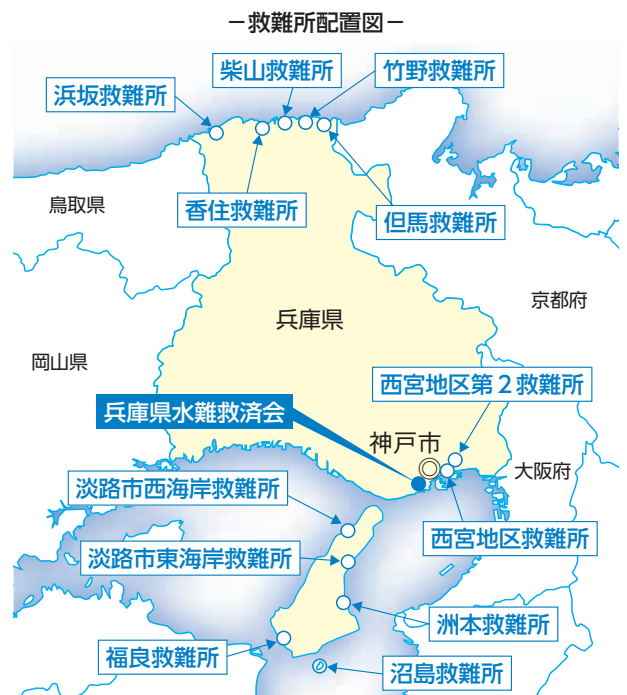 －救難所配置図－
柴山救難所
竹野救難所
浜坂救難所
香住救難所
但馬救難所
鳥取県
京都府
兵庫県
岡山県
西宮地区第２救難所
兵庫県水難救済会
神戸市
大阪府
淡路市西海岸救難所
西宮地区救難所
淡路市東海岸救難所
洲本救難所
福良救難所
沼島救難所